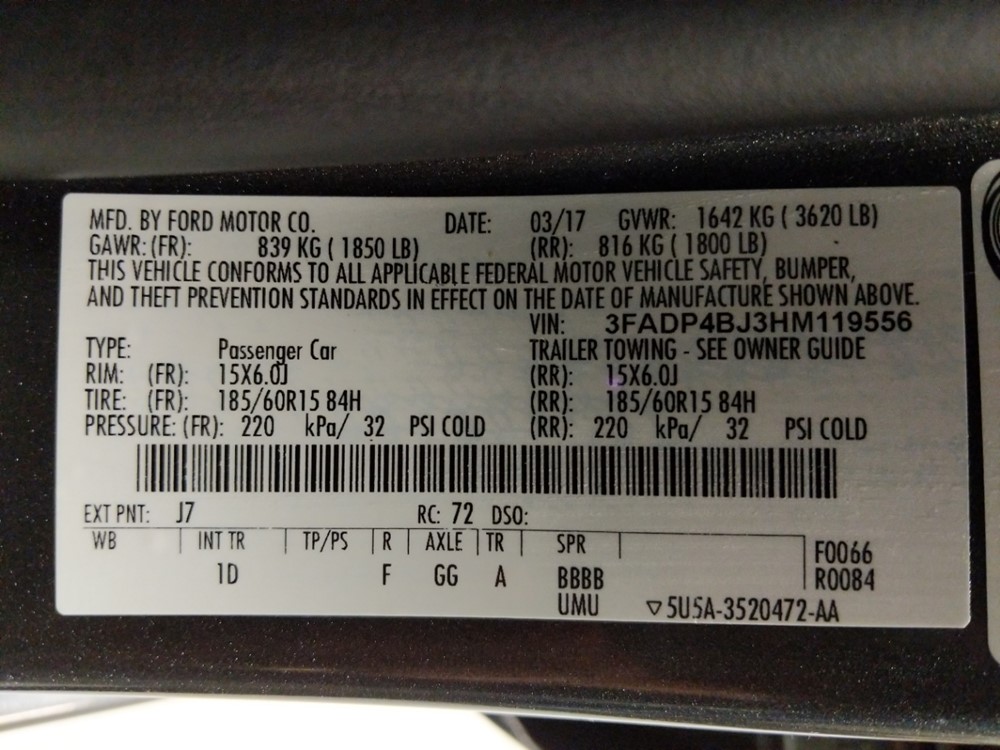 MFD. BY FORD MOTOR CO. DATE: 03/17 GVWR: 1642 KG ( 3620 LB)
GAWR: (FR): 839 KG ( 1850 LB) (RR): 816 KG ( 1800 LB)
THIS VEHICLE CONFORMS TO ALL APPLICABLE FEDERAL MOTOR VEHICLE SAFETY, BUMPER,
AND THEFT PREVENTION STANDARDS IN EFFECT ON THE DATE OF MANUFACTURE SHOWN ABOVE.
VIN: 3FADP4BJ3HM119556
TYPE: Passenger Car TRAILER TOWING - SEE OWNER GUIDE
RIM: (FR): 15X6.0J (RR): 15X6.0J
TIRE: (FR): 185/60R15 84H (RR): 185/60R15 84H
PRESSURE: (FR): 220 kPa/ 32 PSI COLD (RR): 220 kPa/ 32 PSI COLD
EXT PNT: J7 RC: 72 DSO:
WB INT TR TP/PS R AXLE TR SPR F0066
1D F GG A BBBB R0084
UMU ▽5U5A-3520472-AA